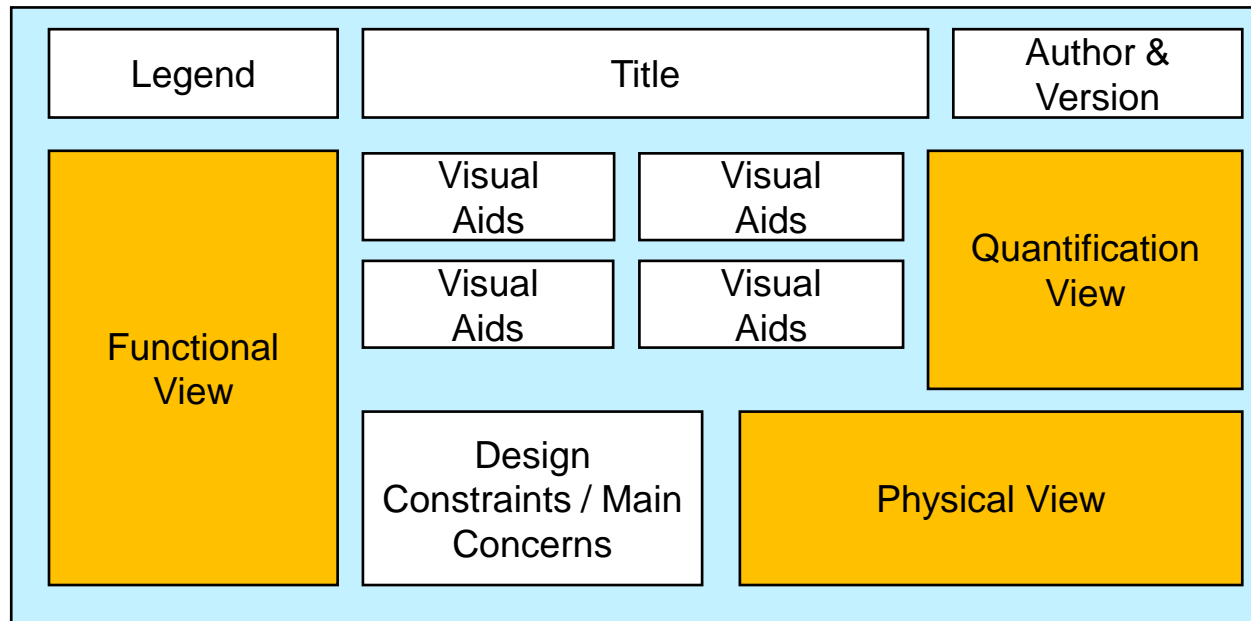 Legend
Title
Author &
Version
Visual
Aids
Visual
Aids
Quantification
View
Visual
Aids
Visual
Aids
Functional
View
Design
Constraints / Main
Concerns
Physical View